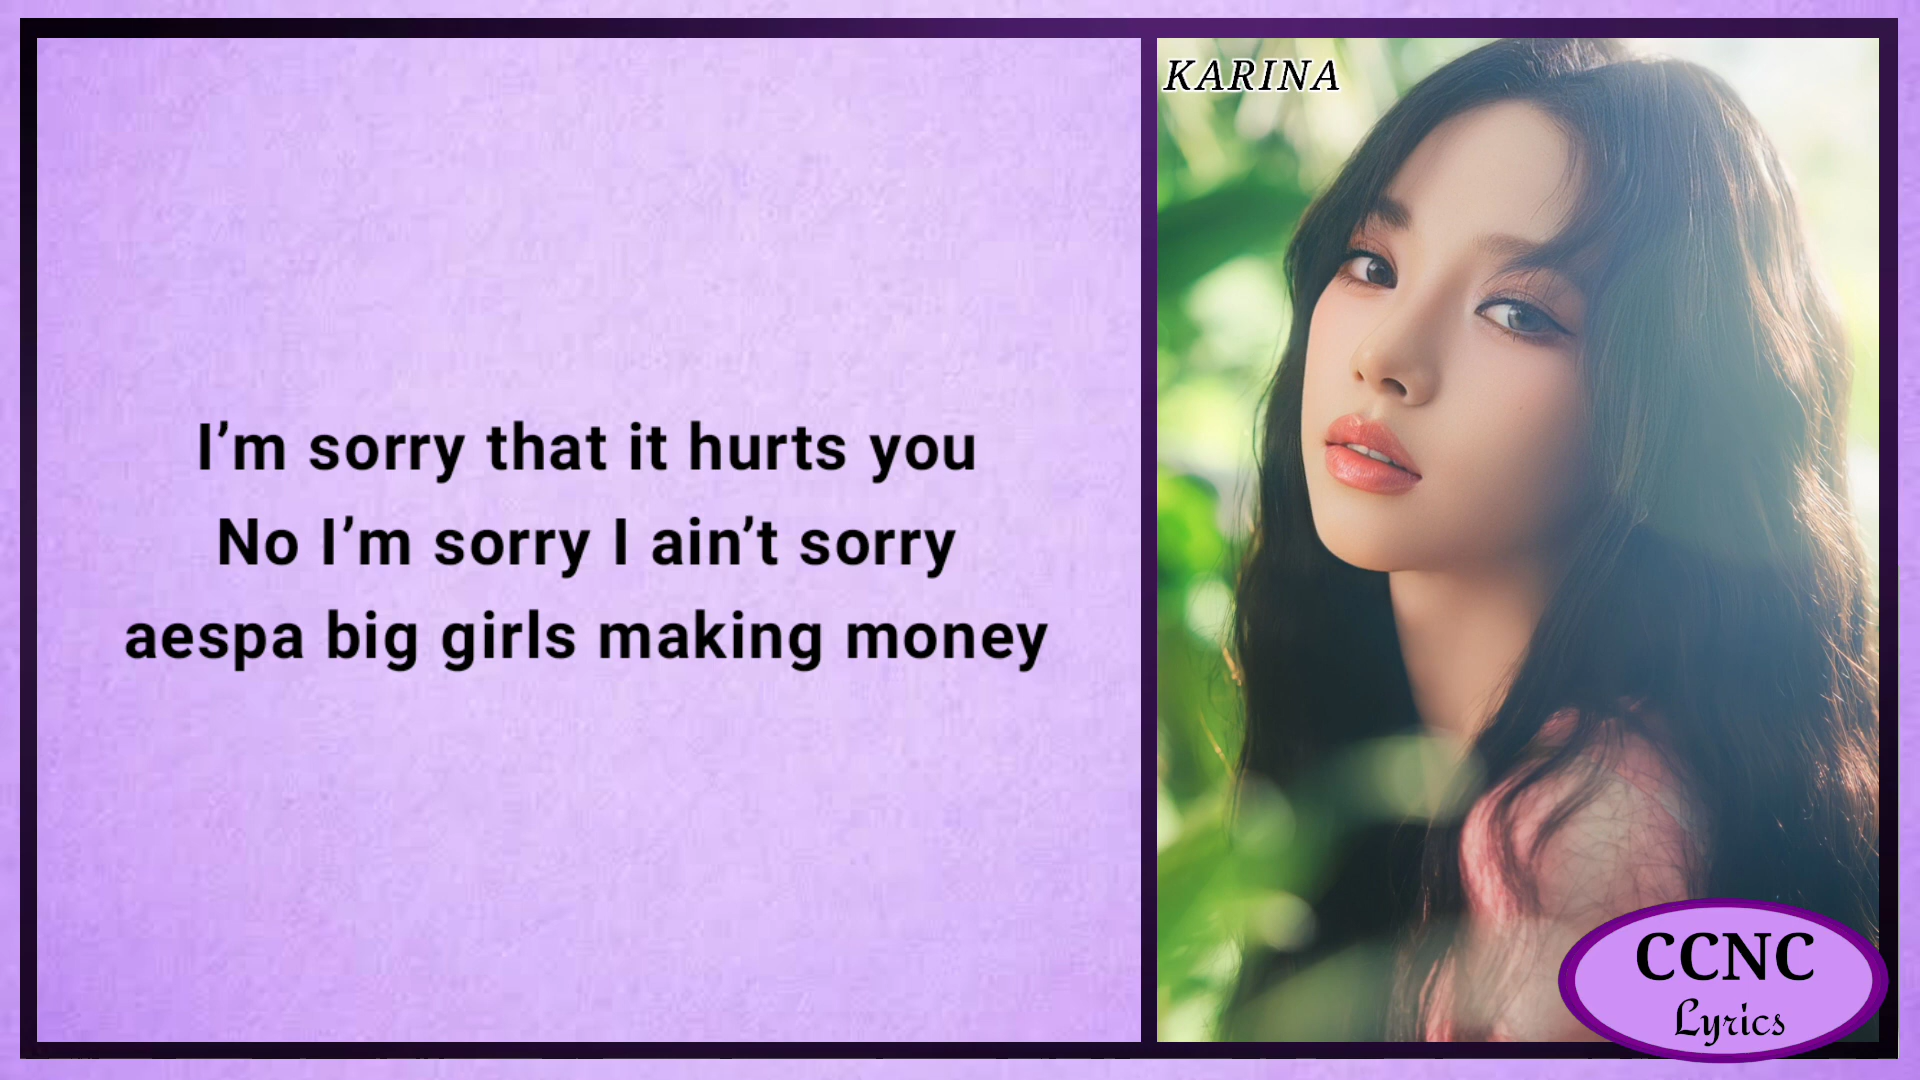 I’m sorry that it hurts you
No I’m sorry I ain’t sorry
aespa big girls making money
KARINA
CCNC
Lyrics